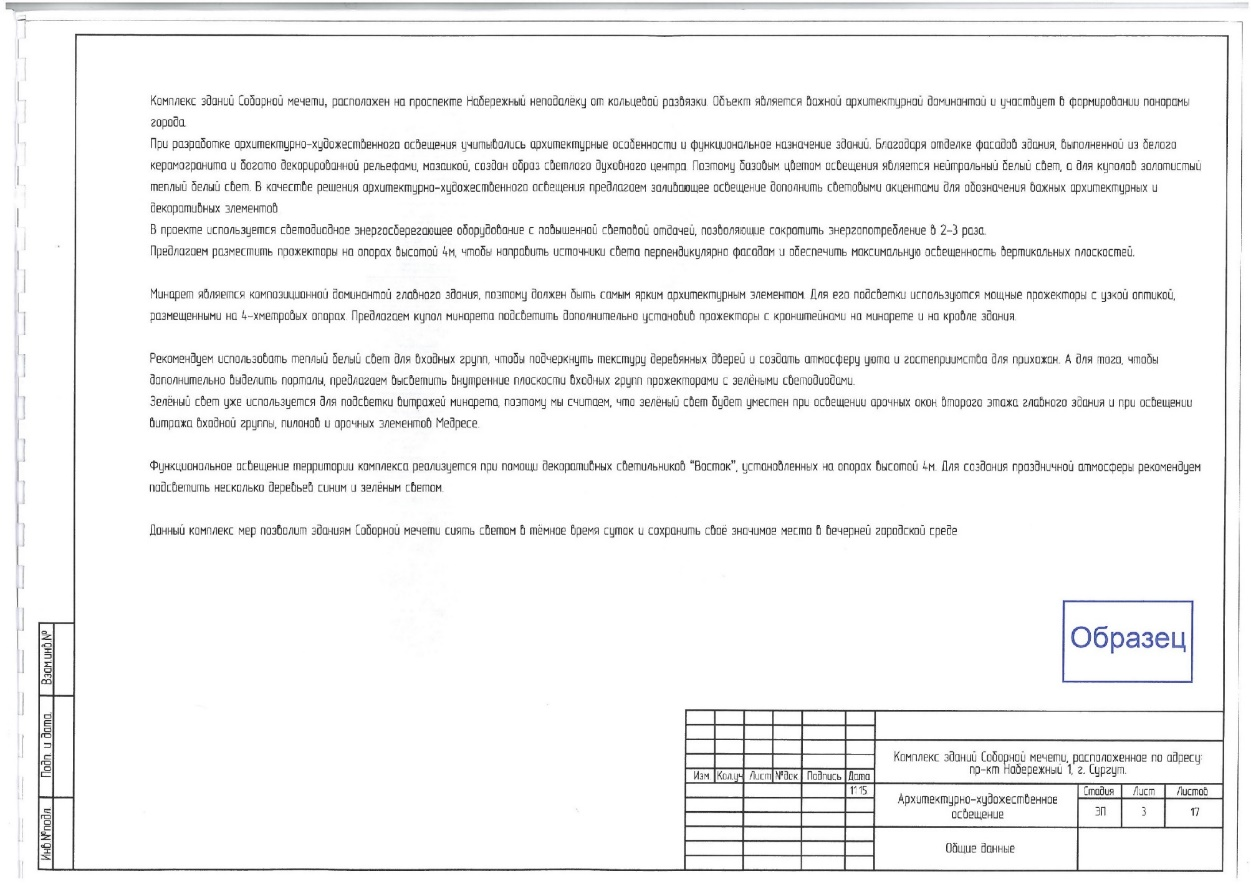 Комплекс зданий Соборной мечети, расположен на проспекте Набережный неподалёку от кольцевой развязки. Объект является важной архитектурной доминантой и участвует в формировании панорамы
города.
При разработке архитектурно-художественного освещения учитывались архитектурные особенности и функциональное назначение зданий. Благодаря отделке фасадов здания, выполненной из белого
керамогранита и богато декорированной рельефами, мозаикой, создан образ светлого духовного центра. Поэтому базовым цветом освещения является нейтральный белый свет, а для куполов золотистый
теплый белый свет. В качестве решения архитектурно-художественного освещения предлагаем заливающее освещение дополнить световыми акцентами для обозначения важных архитектурных и
декоративных элементов.
В проекте используется светодиодное энергосберегающее оборудование с повышенной световой отдачей, позволяющие сократить энергопотребление в 2-3 раза.
Предлагаем разместить прожекторы на опорах высотой 4м, чтобы направить источники света перпендикулярно фасадам и обеспечить максимальную освещенность вертикальных плоскостей.
Минарет является композиционной доминантой главного здания, поэтому должен быть самым ярким архитектурным элементом. Для его подсветки используются мощные прожекторы с узкой оптикой,
размещенными на 4-хметровых опорах. Предлагаем купол минарета подсветить дополнительно установив прожекторы с кронштейнами на минарете и на кровле здания.
Рекомендуем использовать теплый белый свет для входных групп, чтобы подчеркнуть текстуру деревянных дверей и создать атмосферу уюта и гостеприимства для прихожан. А для того, чтобы
дополнительно выделить порталы, предлагаем высветить внутренние плоскости входных групп прожекторами с зелёными светодиодами.
Зелёный свет уже используется для подсветки витражей минарета, поэтому мы считаем, что зелёный свет будет уместен при освещении арочных окон второго этажа главного здания и при освещении
витража входной группы, пилонов и арочных элементов Медресе.
Функциональное освещение территории комплекса реализуется при помощи декоративных светильников "Восток", установленных на опорах высотой 4м. Для создания праздничной атмосферы рекомендуем
подсветить несколько деревьев синим и зелёным светом.
Данный комплекс мер позволит зданиям Соборной мечети сиять светом в тёмное время суток и сохранить своё значимое место в вечерней городской среде.
Образец
Взам.инв.№
Подп. и дата.
Инв.№подл
Комплекс зданий Соборной мечети, расположенное по адресу:
пр-кт Набережный 1, г. Сургут.
Изм Кол.уч Лист №док Подпись Дата
11.15
Архитектурно-художественное
освещение
Стадия Лист Листов
ЭП 3 17
Общие данные